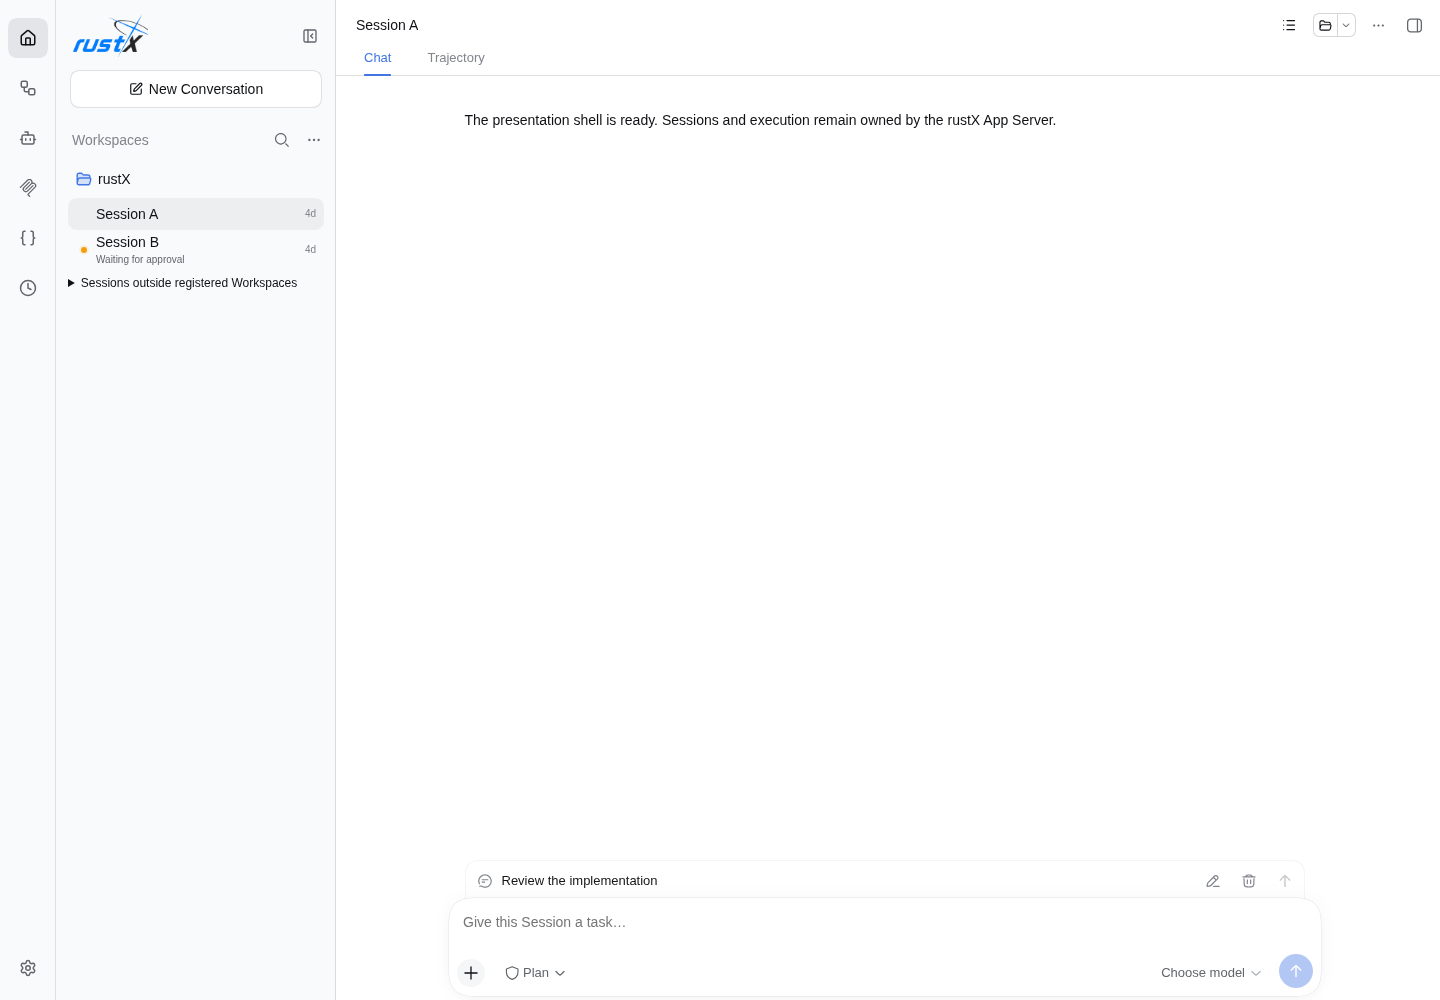 rustX
New Conversation
Workspaces
rustX
Session A
4d
Session B
4d
Waiting for approval
Sessions outside registered Workspaces
Session A
Chat
Trajectory
The presentation shell is ready. Sessions and execution remain owned by the rustX App Server.
Review the implementation
Give this Session a task…
Plan
Choose model